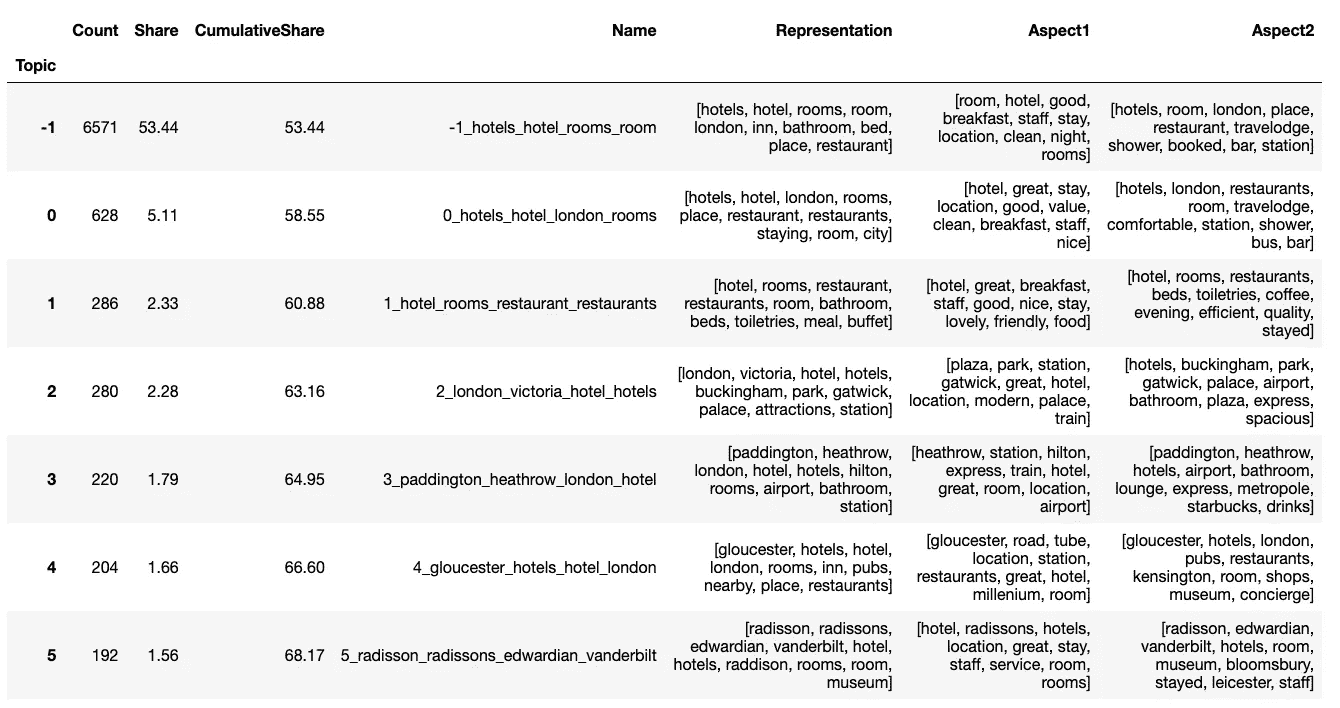 Count Share CumulativeShare Name Representation Aspect1 Aspect2
Topic
-1 6571 53.44 53.44 -1_hotels_hotel_rooms_room [hotels, hotel, rooms, room, london, inn, bathroom, bed, place, restaurant] [room, hotel, good, breakfast, staff, stay, location, clean, night, rooms] [hotels, room, london, place, restaurant, travelodge, shower, booked, bar, station]
0 628 5.11 58.55 0_hotels_hotel_london_rooms [hotels, hotel, london, rooms, place, restaurant, restaurants, staying, room, city] [hotel, great, stay, location, good, value, clean, breakfast, staff, nice] [hotels, london, restaurants, room, travelodge, comfortable, station, shower, bus, bar]
1 286 2.33 60.88 1_hotel_rooms_restaurant_restaurants [hotel, rooms, restaurant, restaurants, room, bathroom, beds, toiletries, meal, buffet] [hotel, great, breakfast, staff, good, nice, stay, lovely, friendly, food] [hotel, rooms, restaurants, beds, toiletries, coffee, evening, efficient, quality, stayed]
2 280 2.28 63.16 2_london_victoria_hotel_hotels [london, victoria, hotel, hotels, buckingham, park, gatwick, palace, attractions, station] [plaza, park, station, gatwick, great, hotel, location, modern, palace, train] [hotels, buckingham, park, gatwick, palace, airport, bathroom, plaza, express, spacious]
3 220 1.79 64.95 3_paddington_heathrow_london_hotel [paddington, heathrow, london, hotel, hotels, hilton, rooms, airport, bathroom, station] [heathrow, station, hilton, express, train, hotel, great, room, location, airport] [paddington, heathrow, hotels, airport, bathroom, lounge, express, metropole, starbucks, drinks]
4 204 1.66 66.60 4_gloucester_hotels_hotel_london [gloucester, hotels, hotel, london, rooms, inn, pubs, nearby, place, restaurants] [gloucester, road, tube, location, station, restaurants, great, hotel, millenium, room] [gloucester, hotels, london, pubs, restaurants, kensington, room, shops, museum, concierge]
5 192 1.56 68.17 5_radisson_radissons_edwardian_vanderbilt [radisson, radissons, edwardian, vanderbilt, hotel, hotels, raddison, rooms, room, museum] [hotel, radissons, hotels, location, great, stay, staff, service, room, rooms] [radisson, edwardian, vanderbilt, hotels, room, museum, bloomsbury, stayed, leicester, staff]